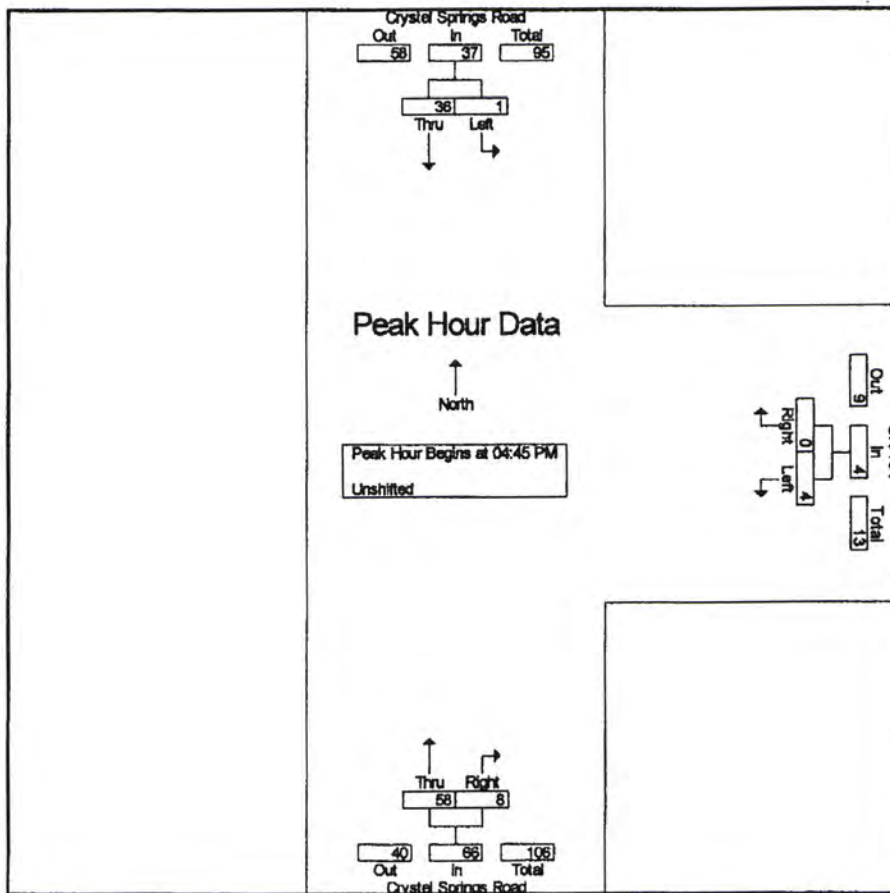 Crystel Springs Road
Out In Total
58 37 95
36 1
Thru Left
Peak Hour Data
North
Peak Hour Begins at 04:45 PM
Unshifted
Out In Total
9 4 13
0 4
Right Left
Thru Right
58 8
40 66 106
Out In Total
Crystel Springs Road